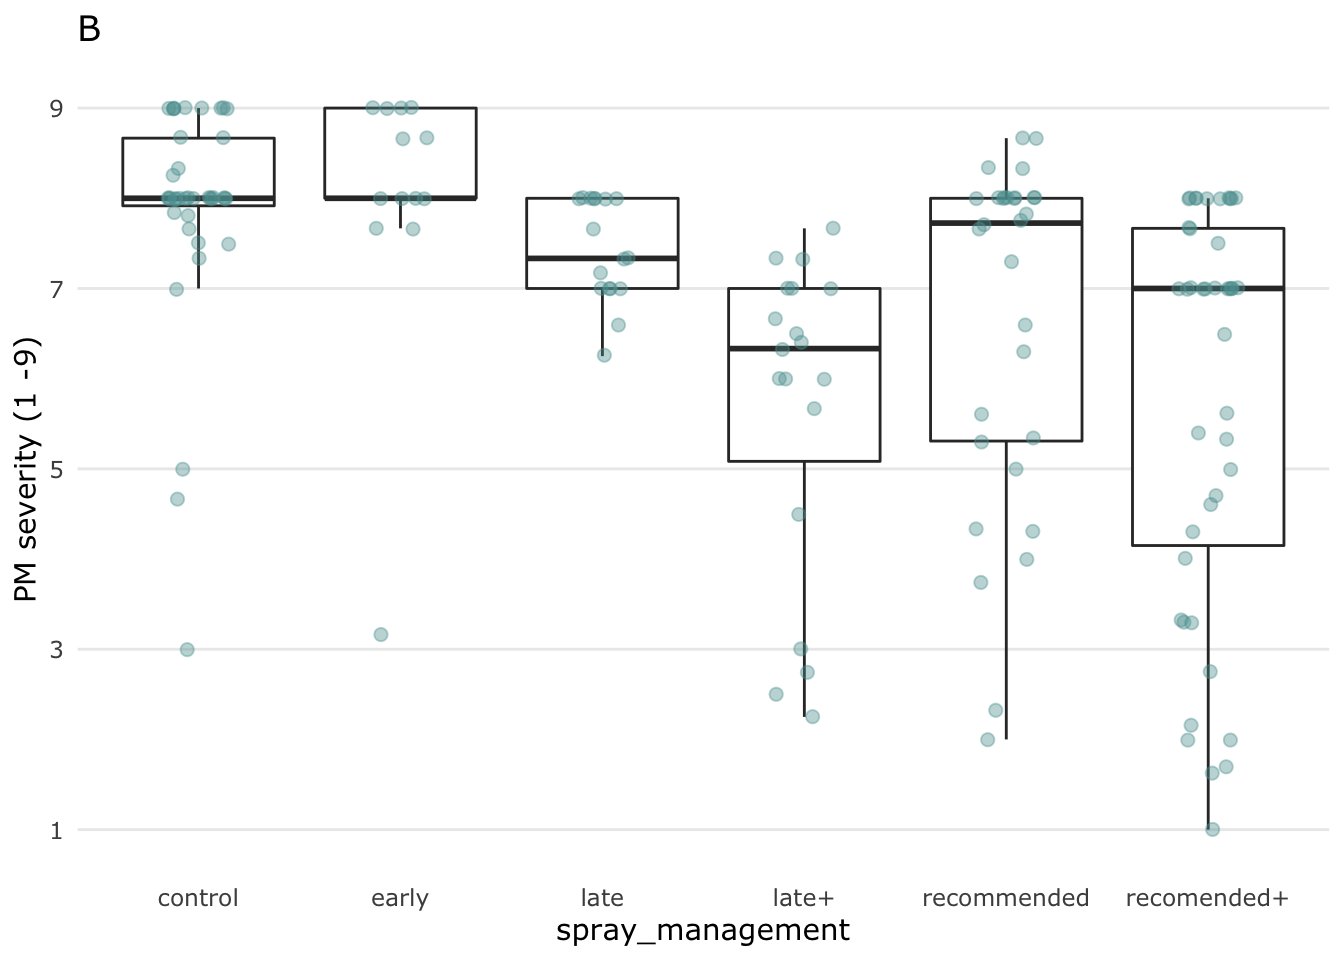 B
9
7
5
3
1
PM severity (1 -9)
control early late late+ recommended recomended+
spray_management